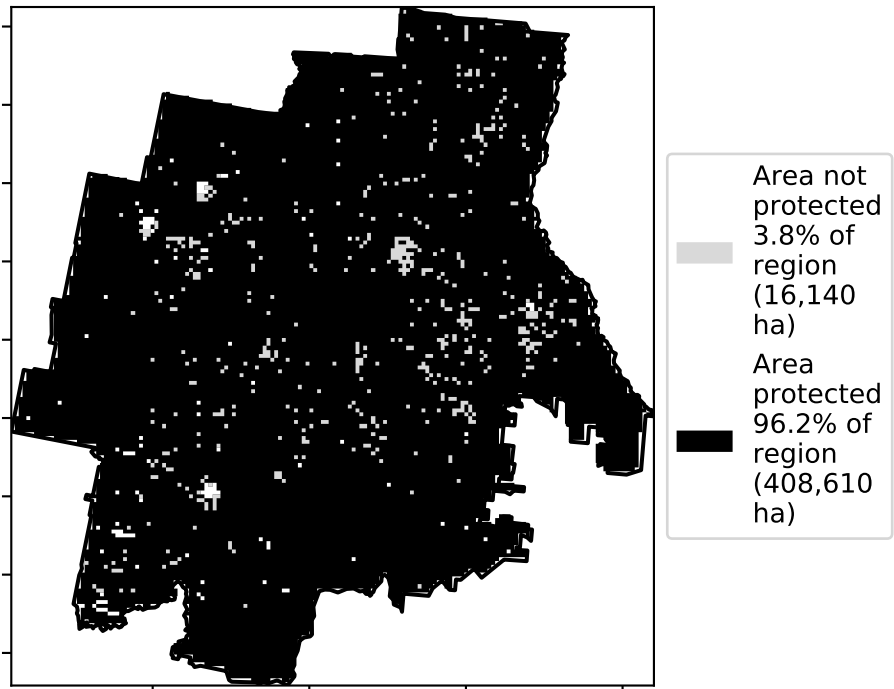 Area not
protected
3.8% of
region
(16,140
ha)
Area
protected
96.2% of
region
(408,610
ha)